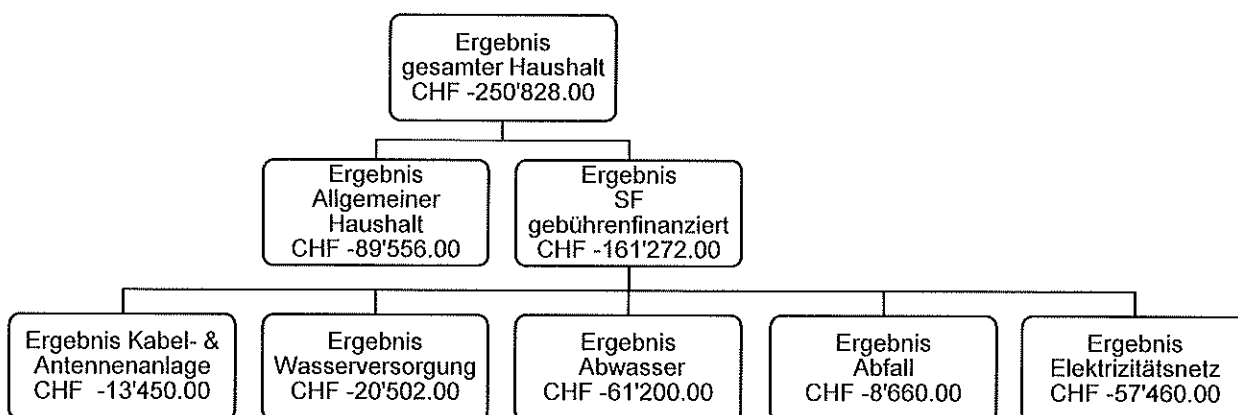 Ergebnis
gesamter Haushalt
CHF -250'828.00
Ergebnis
Allgemeiner
Haushalt
CHF -89'556.00
Ergebnis
SF
gebührenfinanziert
CHF -161'272.00
Ergebnis Kabel- &
Antennenanlage
CHF -13'450.00
Ergebnis
Wasserversorgung
CHF -20'502.00
Ergebnis
Abwasser
CHF -61'200.00
Ergebnis
Abfall
CHF -8'660.00
Ergebnis
Elektrizitätsnetz
CHF -57'460.00